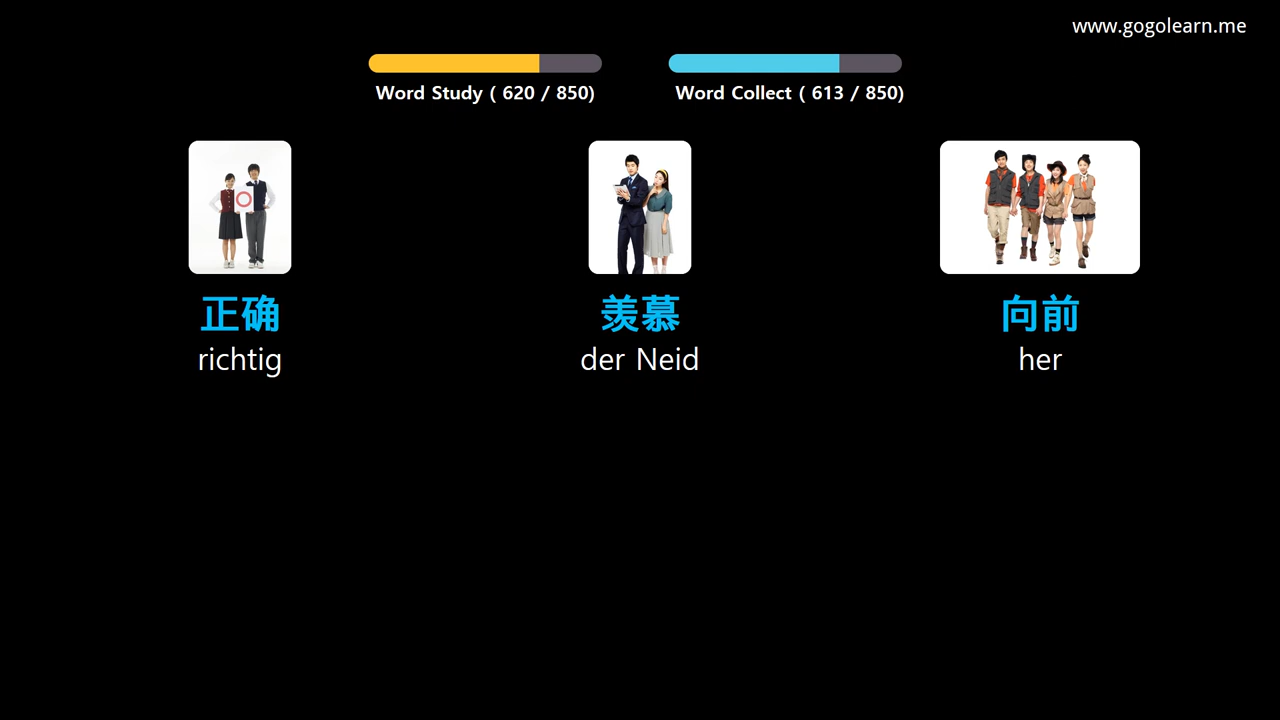 www.gogolearn.me
Word Study ( 620 / 850)
Word Collect ( 613 / 850)
正确
richtig
羡慕
der Neid
向前
her